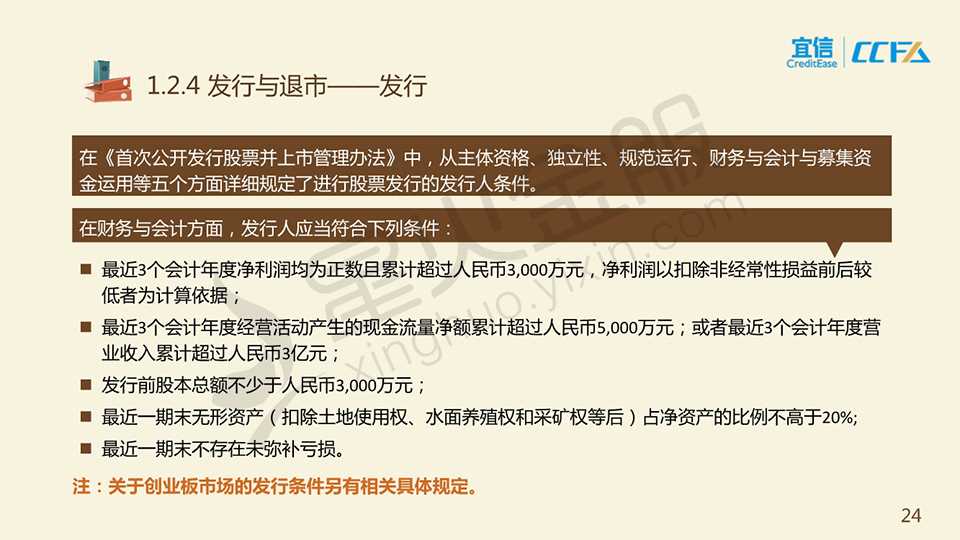 宜信
CreditEase
CCFA
1.2.4 发行与退市——发行
在《首次公开发行股票并上市管理办法》中，从主体资格、独立性、规范运行、财务与会计与募集资
金运用等五个方面详细规定了进行股票发行的发行人条件。
在财务与会计方面，发行人应当符合下列条件：
■ 最近3个会计年度净利润均为正数且累计超过人民币3,000万元，净利润以扣除非经常性损益前后较
低者为计算依据；
■ 最近3个会计年度经营活动产生的现金流量净额累计超过人民币5,000万元；或者最近3个会计年度营
业收入累计超过人民币3亿元；
■ 发行前股本总额不少于人民币3,000万元；
■ 最近一期末无形资产（扣除土地使用权、水面养殖权和采矿权等后）占净资产的比例不高于20%;
■ 最近一期末不存在未弥补亏损。
注：关于创业板市场的发行条件另有相关具体规定。
24
星火金服
xinghuo.yixin.com